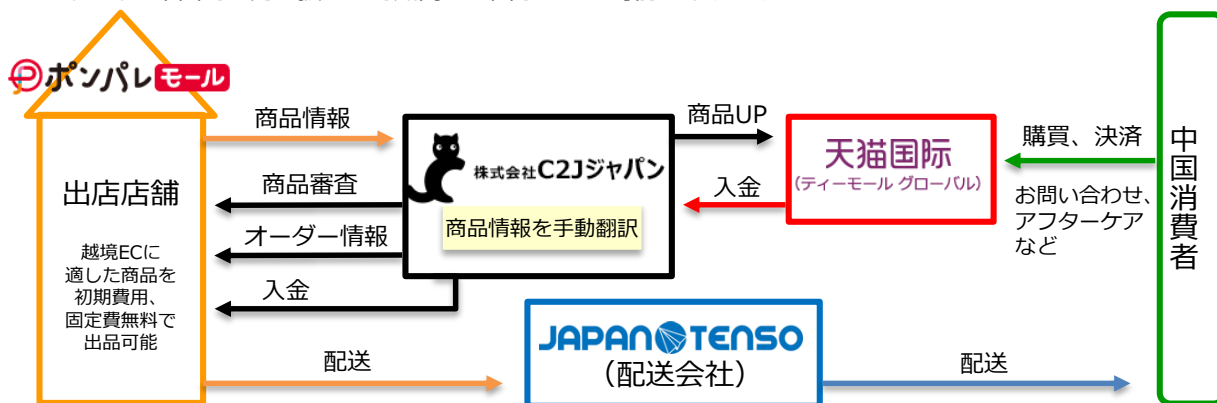 ポンパレモール
出店店舗
越境ECに
適した商品を
初期費用、
固定費無料で
出品可能
商品情報
商品審査
オーダー情報
入金
配送
株式会社C2Jジャパン
商品情報を手動翻訳
商品UP
入金
天猫国际
(ティーモール グローバル)
購買、決済
お問い合わせ、
アフターケア
など
中国消費者
JAPAN TENSO
（配送会社）
配送